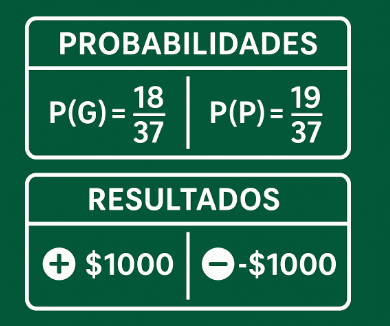 PROBABILIDADES
P(G) = 18/37 P(P) = 19/37
RESULTADOS
+ $1000 − -$1000